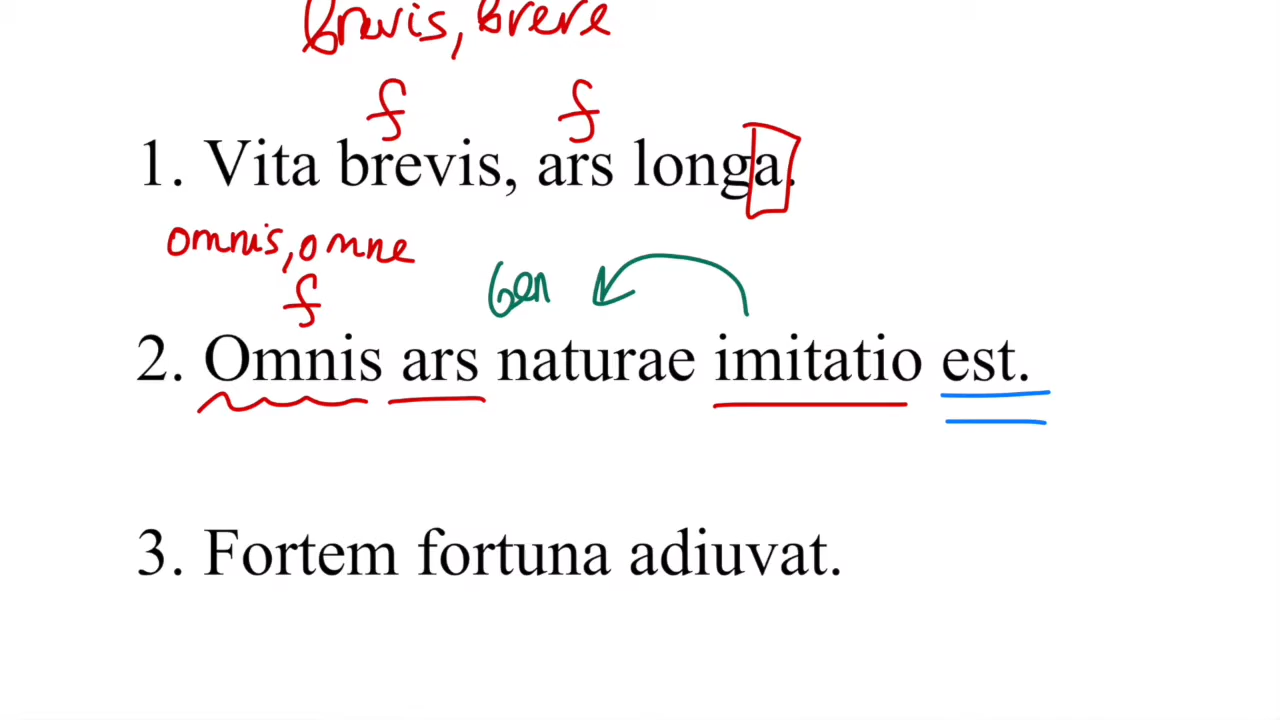 brevis, breve
f f
1. Vita brevis, ars longa.
omnis, omne
f
Gen
2. Omnis ars naturae imitatio est.
3. Fortem fortuna adiuvat.